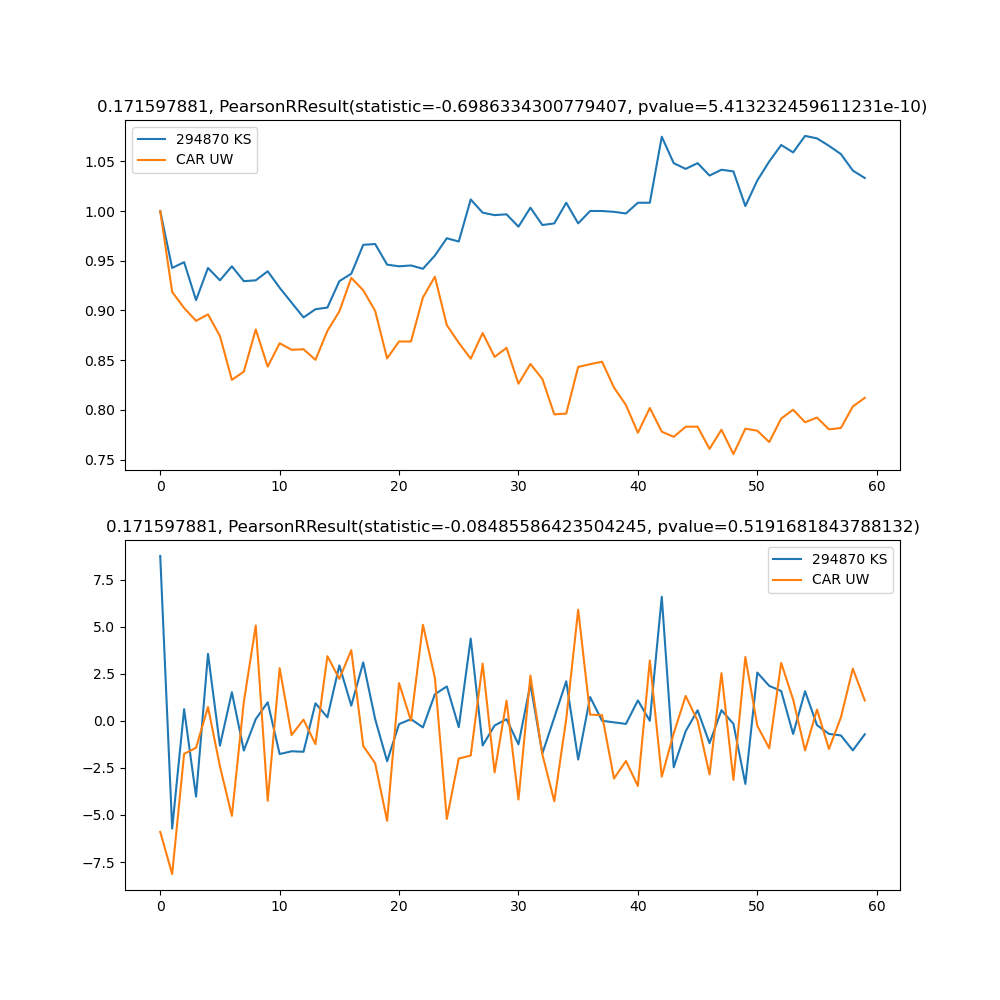 0.171597881, PearsonRResult(statistic=-0.6986334300779407, pvalue=5.413232459611231e-10)
294870 KS
CAR UW
1.05
1.00
0.95
0.90
0.85
0.80
0.75
0 10 20 30 40 50 60
0.171597881, PearsonRResult(statistic=-0.08485586423504245, pvalue=0.5191681843788132)
294870 KS
CAR UW
7.5
5.0
2.5
0.0
−2.5
−5.0
−7.5
0 10 20 30 40 50 60